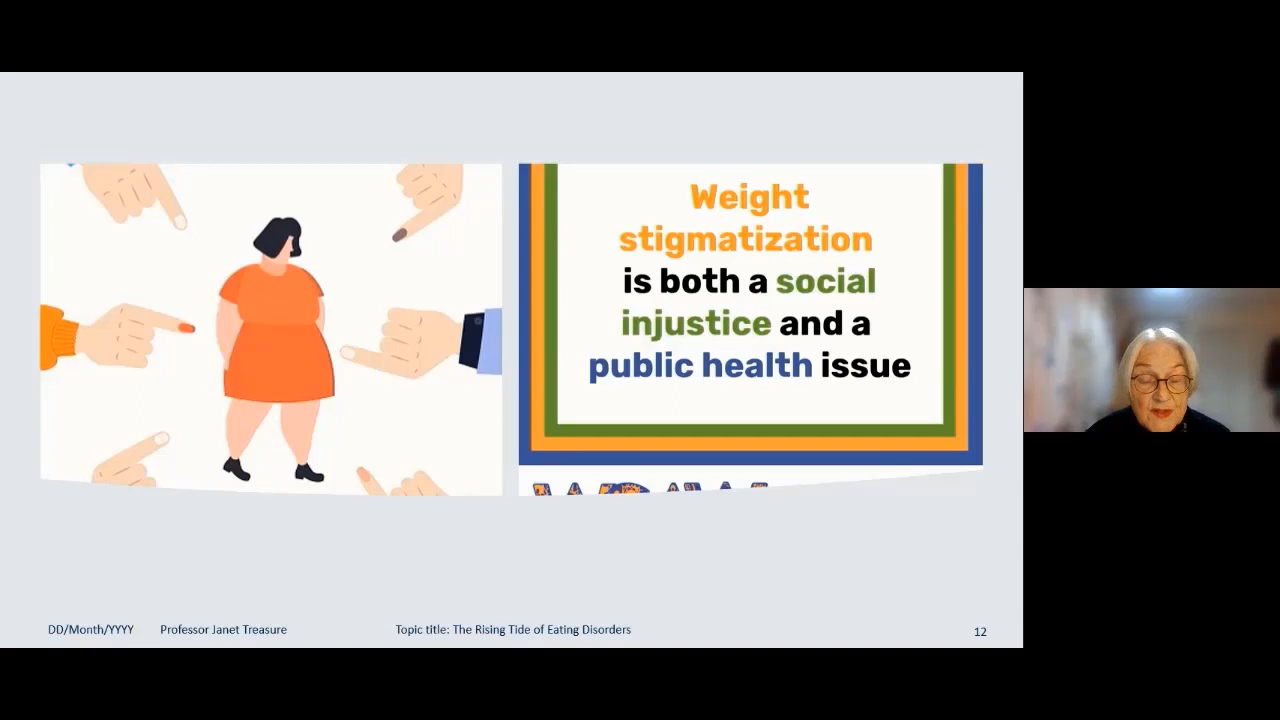 Weight
stigmatization
is both a social
injustice and a
public health issue
DD/Month/YYYY
Professor Janet Treasure
Topic title: The Rising Tide of Eating Disorders
12